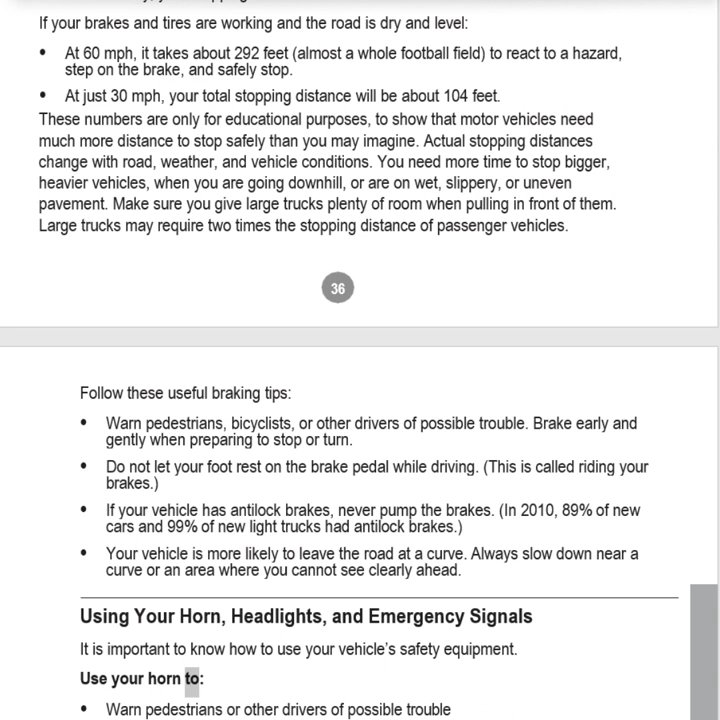 If your brakes and tires are working and the road is dry and level:
• At 60 mph, it takes about 292 feet (almost a whole football field) to react to a hazard,
step on the brake, and safely stop.
• At just 30 mph, your total stopping distance will be about 104 feet.
These numbers are only for educational purposes, to show that motor vehicles need
much more distance to stop safely than you may imagine. Actual stopping distances
change with road, weather, and vehicle conditions. You need more time to stop bigger,
heavier vehicles, when you are going downhill, or are on wet, slippery, or uneven
pavement. Make sure you give large trucks plenty of room when pulling in front of them.
Large trucks may require two times the stopping distance of passenger vehicles.
36
Follow these useful braking tips:
• Warn pedestrians, bicyclists, or other drivers of possible trouble. Brake early and
gently when preparing to stop or turn.
• Do not let your foot rest on the brake pedal while driving. (This is called riding your
brakes.)
• If your vehicle has antilock brakes, never pump the brakes. (In 2010, 89% of new
cars and 99% of new light trucks had antilock brakes.)
• Your vehicle is more likely to leave the road at a curve. Always slow down near a
curve or an area where you cannot see clearly ahead.
Using Your Horn, Headlights, and Emergency Signals
It is important to know how to use your vehicle's safety equipment.
Use your horn to:
• Warn pedestrians or other drivers of possible trouble